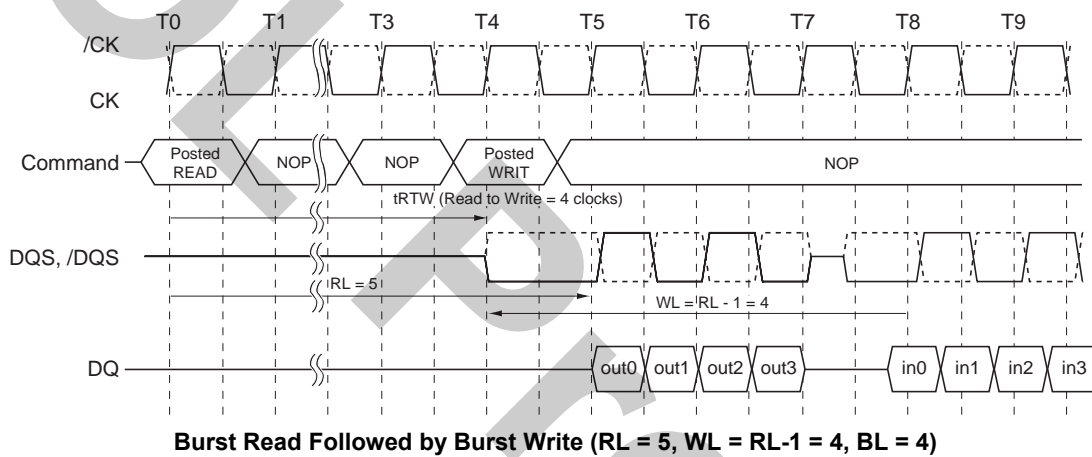 T0 T1 T3 T4 T5 T6 T7 T8 T9
/CK
CK
Command
Posted READ
NOP
NOP
Posted WRIT
NOP
tRTW (Read to Write = 4 clocks)
DQS, /DQS
RL = 5
WL = RL - 1 = 4
DQ
out0 out1 out2 out3 in0 in1 in2 in3
Burst Read Followed by Burst Write (RL = 5, WL = RL-1 = 4, BL = 4)